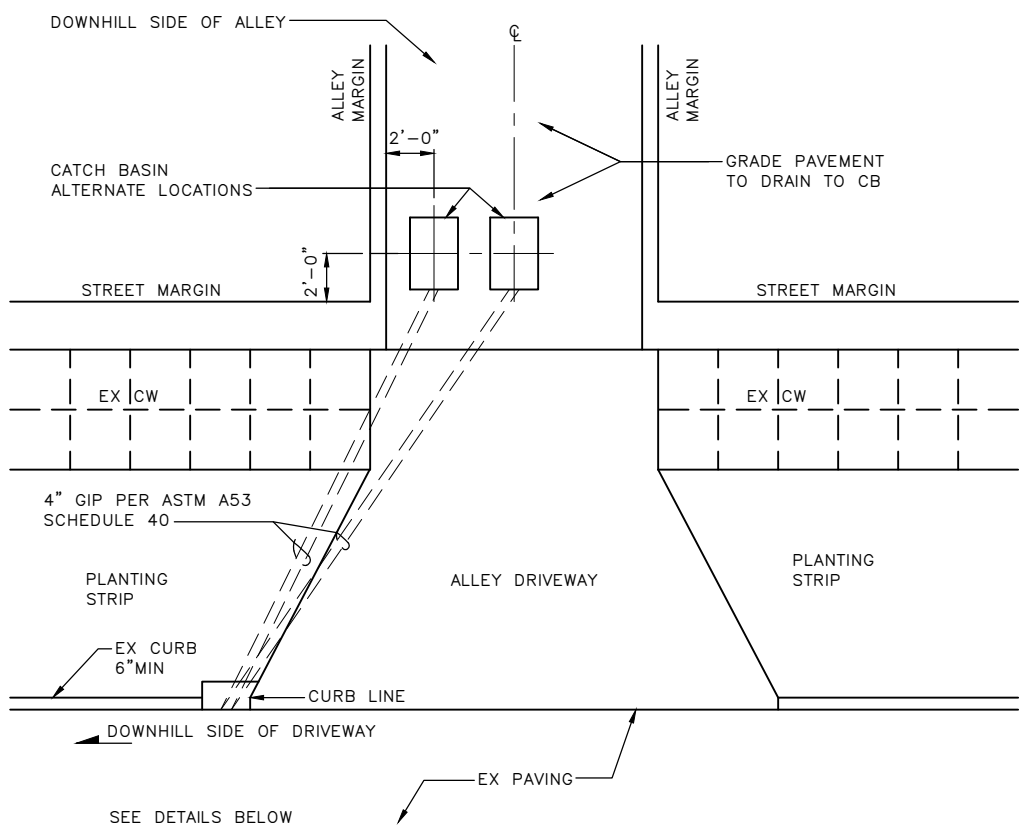 DOWNHILL SIDE OF ALLEY
℄
ALLEY
MARGIN
ALLEY
MARGIN
2'-0"
CATCH BASIN
ALTERNATE LOCATIONS
GRADE PAVEMENT
TO DRAIN TO CB
2'-0"
STREET MARGIN
STREET MARGIN
EX CW
EX CW
4" GIP PER ASTM A53
SCHEDULE 40
PLANTING
STRIP
ALLEY DRIVEWAY
PLANTING
STRIP
EX CURB
6"MIN
CURB LINE
DOWNHILL SIDE OF DRIVEWAY
EX PAVING
SEE DETAILS BELOW